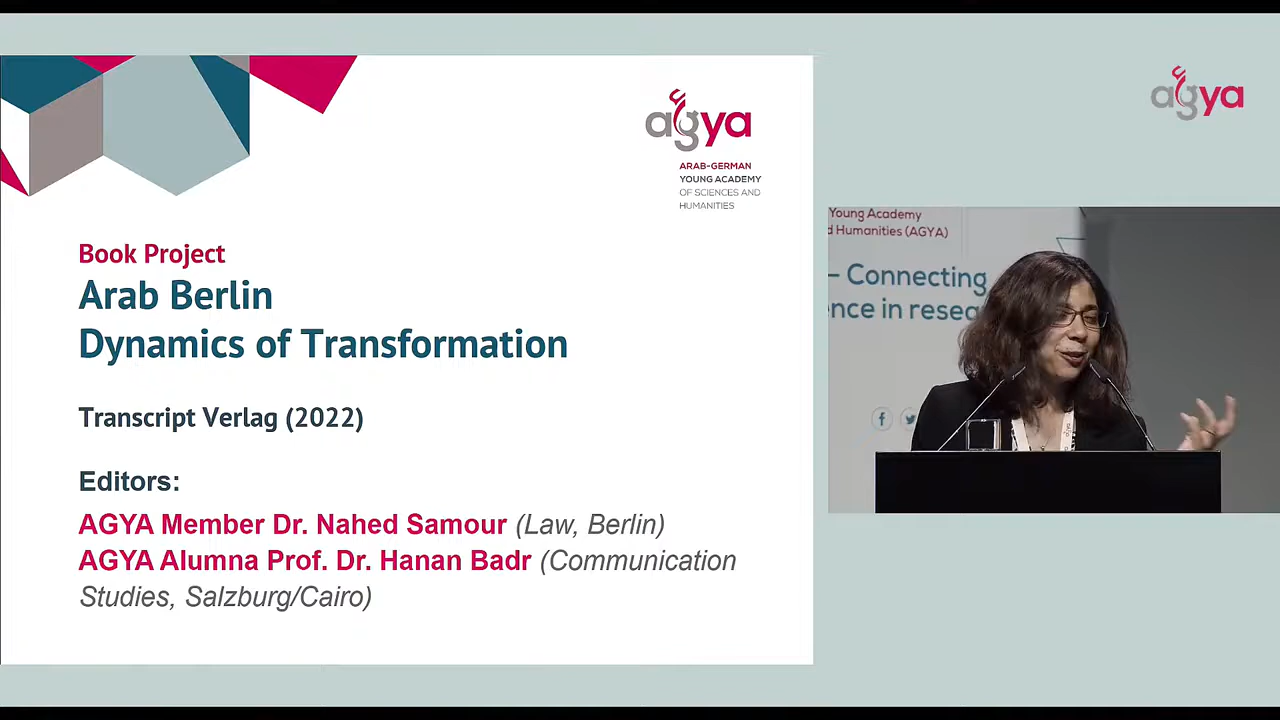 agya
ARAB-GERMAN
YOUNG ACADEMY
OF SCIENCES AND
HUMANITIES
Book Project
Arab Berlin
Dynamics of Transformation
Transcript Verlag (2022)
Editors:
AGYA Member Dr. Nahed Samour (Law, Berlin)
AGYA Alumna Prof. Dr. Hanan Badr (Communication
Studies, Salzburg/Cairo)
agya
Young Academy
d Humanities (AGYA)
– Connecting
nce in resea